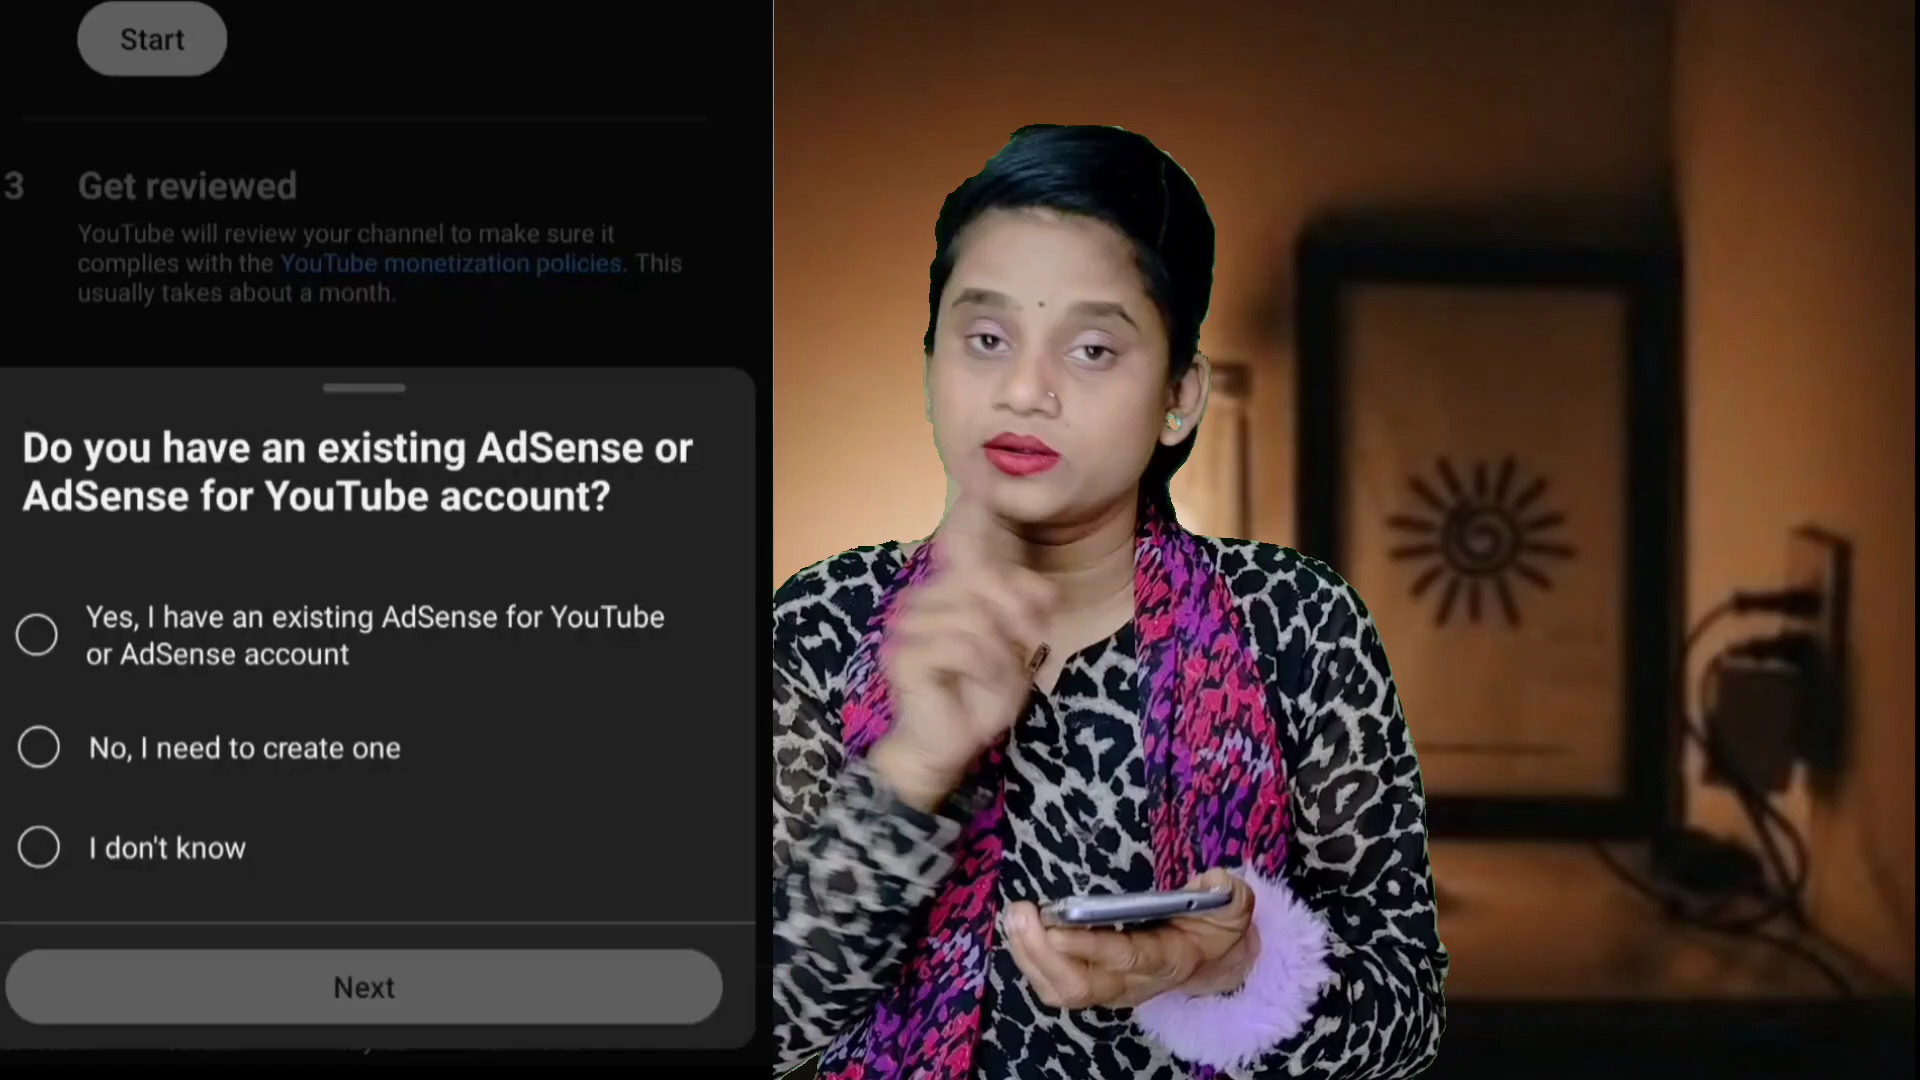 Start
3 Get reviewed
YouTube will review your channel to make sure it
complies with the YouTube monetization policies. This
usually takes about a month.
Do you have an existing AdSense or
AdSense for YouTube account?
Yes, I have an existing AdSense for YouTube
or AdSense account
No, I need to create one
I don't know
Next